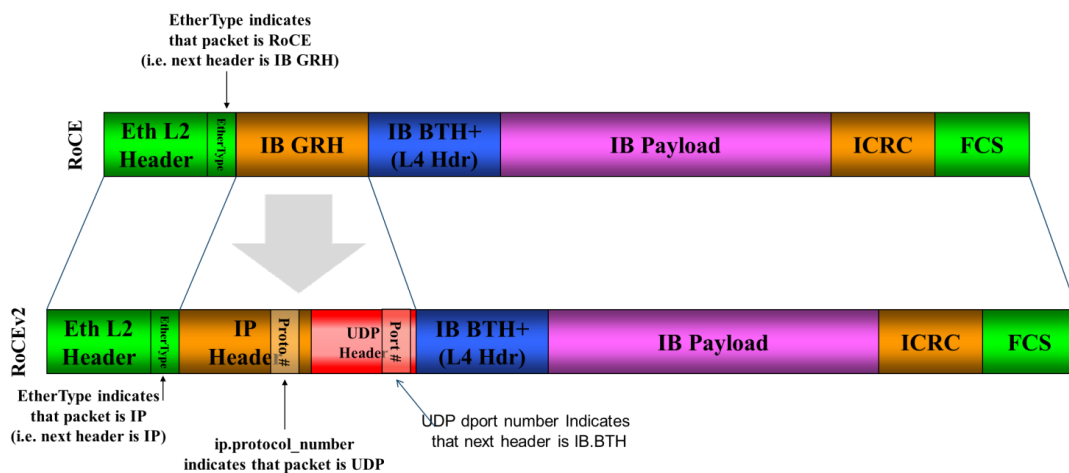 EtherType indicates
that packet is RoCE
(i.e. next header is IB GRH)
RoCE
Eth L2
Header
EtherType
IB GRH
IB BTH+
(L4 Hdr)
IB Payload
ICRC
FCS
RoCEv2
Eth L2
Header
EtherType
IP
Header
Proto.#
UDP
Header
Port #
IB BTH+
(L4 Hdr)
IB Payload
ICRC
FCS
EtherType indicates
that packet is IP
(i.e. next header is IP)
ip.protocol_number
indicates that packet is UDP
UDP dport number Indicates
that next header is IB.BTH